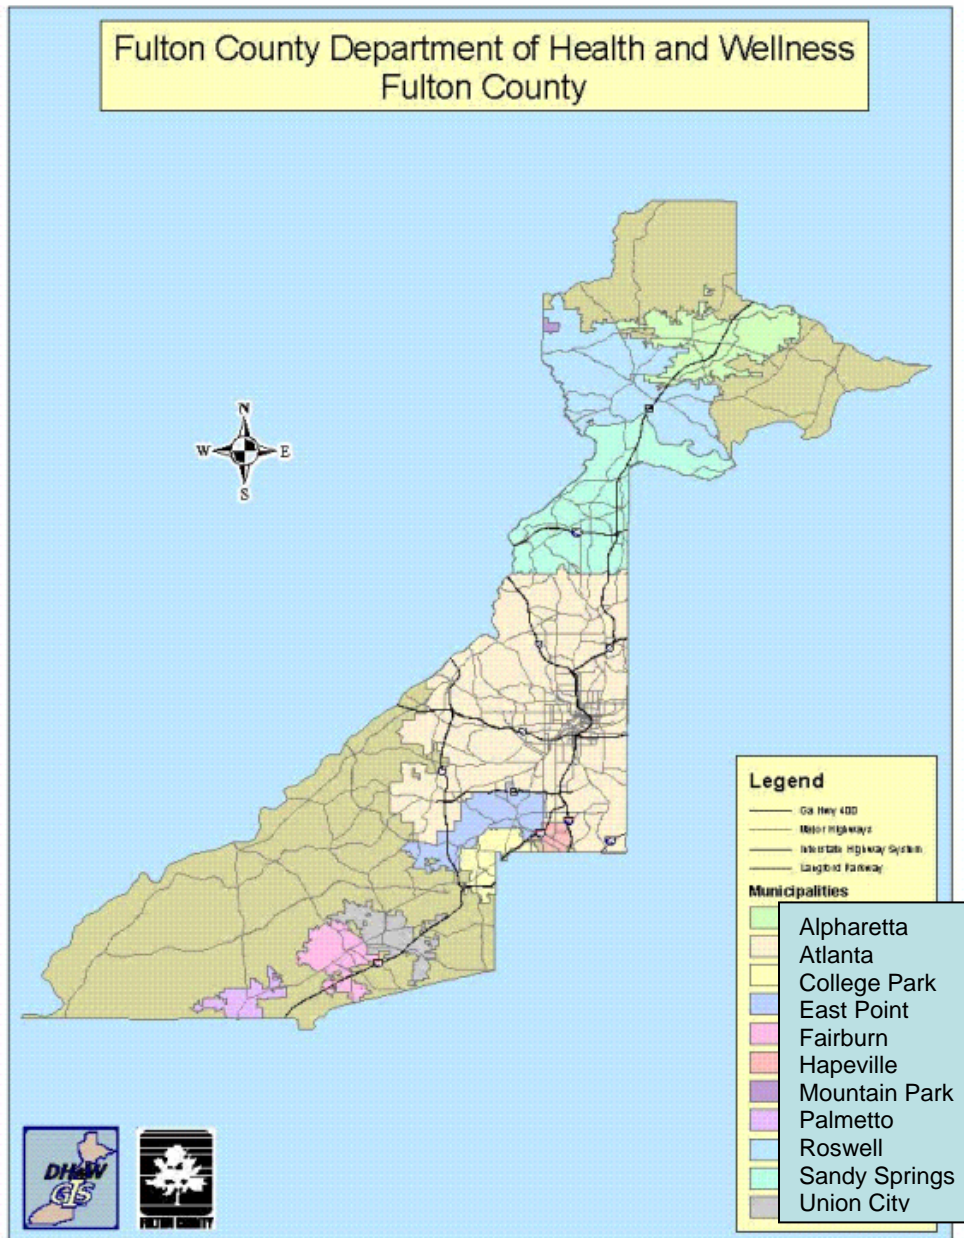 Fulton County Department of Health and Wellness
Fulton County
N
W
E
S
Legend
Ga Hwy 400
Major Highways
Interstate Highway System
Langford Parkway
Municipalities
Alpharetta
Atlanta
College Park
East Point
Fairburn
Hapeville
Mountain Park
Palmetto
Roswell
Sandy Springs
Union City
DH&W
GIS
FULTON COUNTY